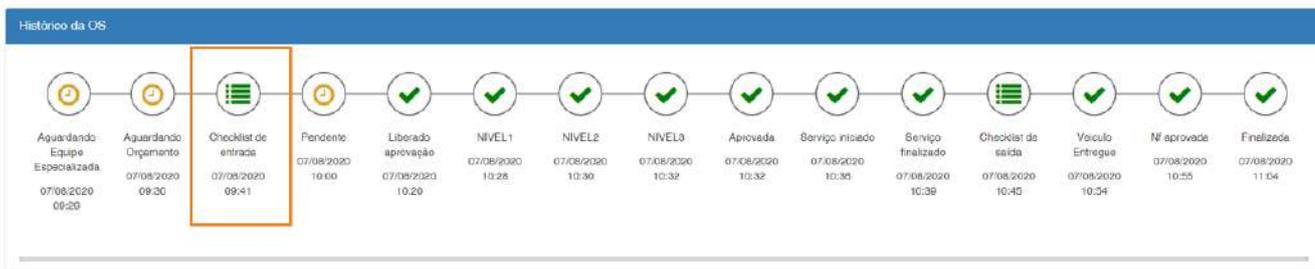 Histórico da OS
Aguardando
Equipe
Especializada
07/08/2020
09:20
Aguardando
Orçamento
07/08/2020
09:30
Checklist de
entrada
07/08/2020
09:41
Pendente
07/08/2020
10:00
Liberado
aprovação
07/08/2020
10:20
NIVEL1
07/08/2020
10:28
NIVEL2
07/08/2020
10:30
NIVEL3
07/08/2020
10:32
Aprovada
07/08/2020
10:32
Serviço iniciado
07/08/2020
10:36
Serviço
finalizado
07/08/2020
10:39
Checklist de
saída
07/08/2020
10:45
Veiculo
Entregue
07/08/2020
10:54
Nf aprovada
07/08/2020
10:55
Finalizada
07/08/2020
11:04